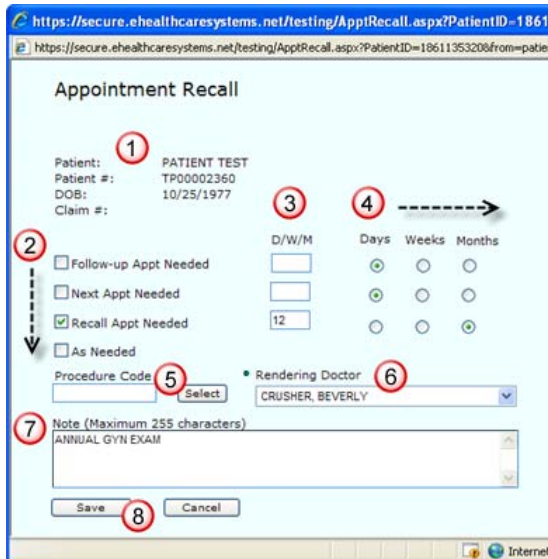 https://secure.ehealthcaresystems.net/testing/ApptRecall.aspx?PatientID=1861
https://secure.ehealthcaresystems.net/testing/ApptRecall.aspx?PatientID=1861135320&from=patie
Appointment Recall
1
Patient: PATIENT TEST
Patient #: TP00002360
DOB: 10/25/1977
Claim #:
3 4
2 D/W/M Days Weeks Months
Follow-up Appt Needed
Next Appt Needed
Recall Appt Needed 12
As Needed
Procedure Code 5 Rendering Doctor 6
Select CRUSHER, BEVERLY
7 Note (Maximum 255 characters)
ANNUAL GYN EXAM
Save 8 Cancel
Interne